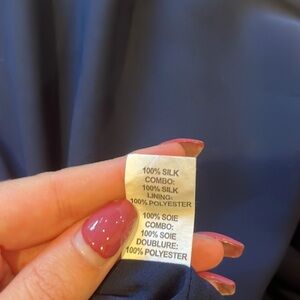 100% SILK
COMBO:
100% SILK
LINING:
100% POLYESTER
100% SOIE
COMBO:
100% SOIE
DOUBLURE:
100% POLYESTER